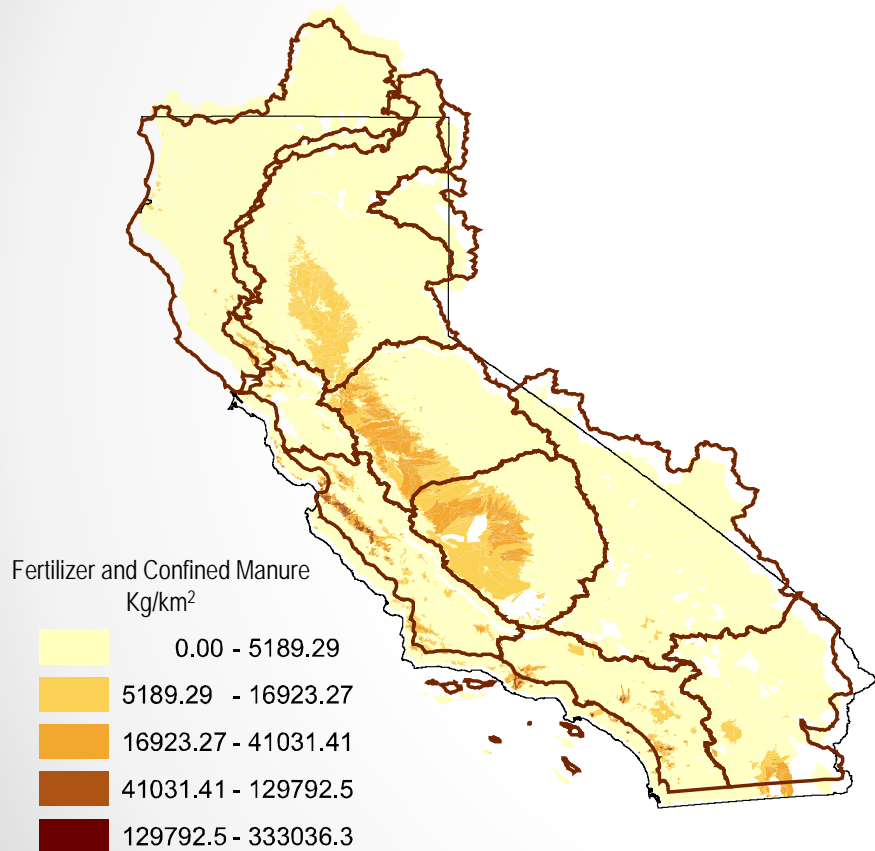 Fertilizer and Confined Manure
Kg/km²
0.00 - 5189.29
5189.29 - 16923.27
16923.27 - 41031.41
41031.41 - 129792.5
129792.5 - 333036.3